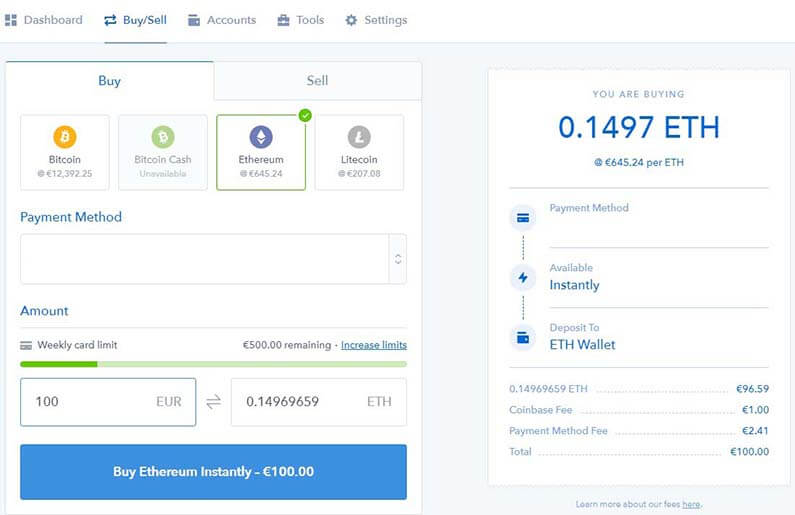 Dashboard Buy/Sell Accounts Tools Settings
Buy Sell
Bitcoin
@ €12,392.25
Bitcoin Cash
Unavailable
Ethereum
@ €645.24
Litecoin
@ €207.08
Payment Method
Amount
Weekly card limit €500.00 remaining · Increase limits
100 EUR 0.14969659 ETH
Buy Ethereum Instantly – €100.00
YOU ARE BUYING
0.1497 ETH
@ €645.24 per ETH
Payment Method
Available
Instantly
Deposit To
ETH Wallet
0.14969659 ETH €96.59
Coinbase Fee €1.00
Payment Method Fee €2.41
Total €100.00
Learn more about our fees here.